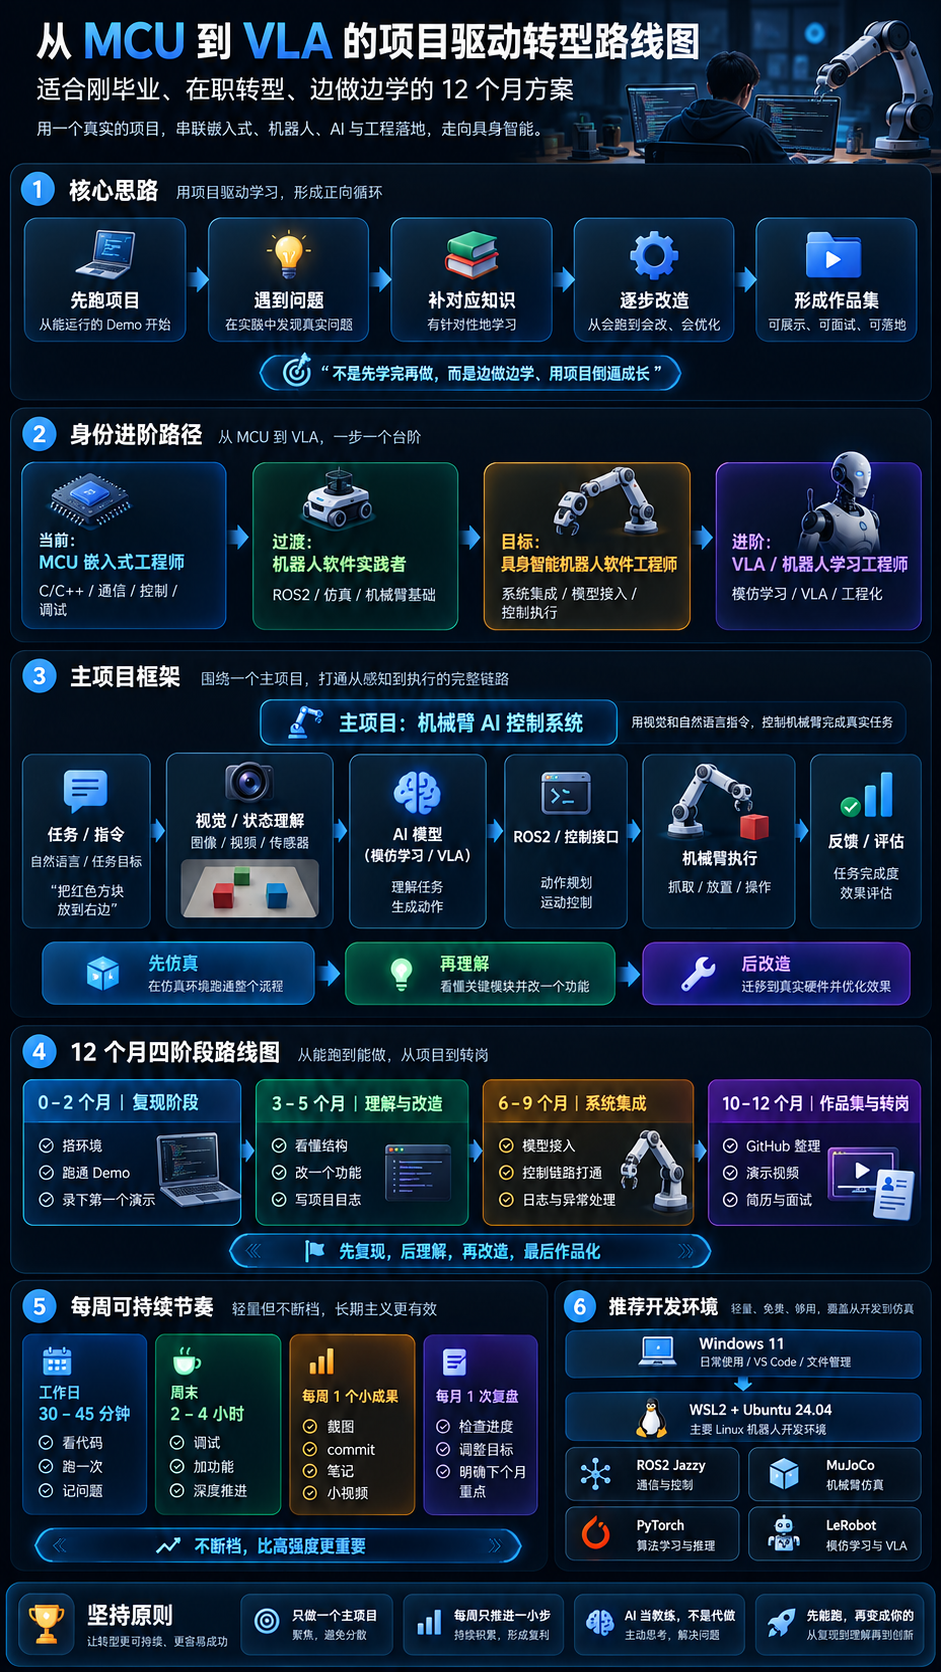 从 MCU 到 VLA 的项目驱动转型路线图
适合刚毕业、在职转型、边做边学的 12 个月方案
用一个真实的项目，串联嵌入式、机器人、AI 与工程落地，走向具身智能。
1 核心思路 用项目驱动学习，形成正向循环
先跑项目
从能运行的 Demo 开始
遇到问题
在实践中发现真实问题
补对应知识
有针对性地学习
逐步改造
从会跑到会改、会优化
形成作品集
可展示、可面试、可落地
“ 不是先学完再做，而是边做边学、用项目倒逼成长 ”
2 身份进阶路径 从 MCU 到 VLA，一步一个台阶
当前：
MCU 嵌入式工程师
C/C++ / 通信 / 控制 /
调试
过渡：
机器人软件实践者
ROS2 / 仿真 / 机械臂基础
目标：
具身智能机器人软件工程师
系统集成 / 模型接入 /
控制执行
进阶：
VLA / 机器人学习工程师
模仿学习 / VLA / 工程化
3 主项目框架 围绕一个主项目，打通从感知到执行的完整链路
主项目：机械臂 AI 控制系统
用视觉和自然语言指令，控制机械臂完成真实任务
任务 / 指令
自然语言 / 任务目标
“把红色方块
放到右边”
视觉 / 状态理解
图像 / 视频 / 传感器
AI 模型
（模仿学习 / VLA）
理解任务
生成动作
ROS2 / 控制接口
动作规划
运动控制
机械臂执行
抓取 / 放置 / 操作
反馈 / 评估
任务完成度
效果评估
先仿真
在仿真环境跑通整个流程
再理解
看懂关键模块并改一个功能
后改造
迁移到真实硬件并优化效果
4 12 个月四阶段路线图 从能跑到能做，从项目到转岗
0 – 2 个月 | 复现阶段
搭环境
跑通 Demo
录下第一个演示
3 – 5 个月 | 理解与改造
看懂结构
改一个功能
写项目日志
6 – 9 个月 | 系统集成
模型接入
控制链路打通
日志与异常处理
10 – 12 个月 | 作品集与转岗
GitHub 整理
演示视频
简历与面试
先复现，后理解，再改造，最后作品化
5 每周可持续节奏 轻量但不断档，长期主义更有效
工作日
30 – 45 分钟
看代码
跑一次
记问题
周末
2 – 4 小时
调试
加功能
深度推进
每周 1 个小成果
截图
commit
笔记
小视频
每月 1 次复盘
检查进度
调整目标
明确下个月
重点
不断档，比高强度更重要
6 推荐开发环境 轻量、免费、够用，覆盖从开发到仿真
Windows 11
日常使用 / VS Code / 文件管理
WSL2 + Ubuntu 24.04
主要 Linux 机器人开发环境
ROS2 Jazzy
通信与控制
MuJoCo
机械臂仿真
PyTorch
算法学习与推理
LeRobot
模仿学习与 VLA
坚持原则
让转型更可持续、更容易成功
只做一个主项目
聚焦，避免分散
每周只推进一小步
持续积累，形成复利
AI 当教练，不是代做
主动思考，解决问题
先能跑，再变成你的
从复现到理解再到创新